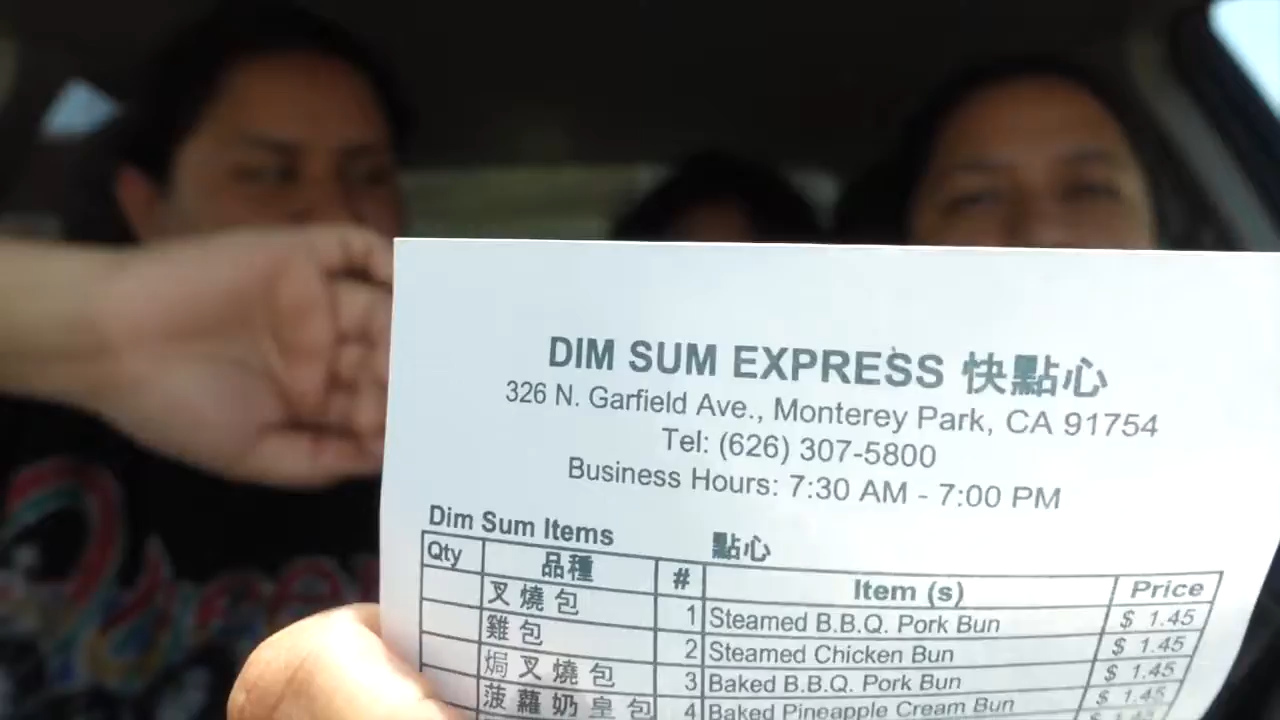 DIM SUM EXPRESS 快點心
326 N. Garfield Ave., Monterey Park, CA 91754
Tel: (626) 307-5800
Business Hours: 7:30 AM - 7:00 PM
Dim Sum Items 點心
Qty 品種 # Item (s) Price
叉燒包 1 Steamed B.B.Q. Pork Bun $ 1.45
雞包 2 Steamed Chicken Bun $ 1.45
焗叉燒包 3 Baked B.B.Q. Pork Bun $ 1.45
菠蘿奶皇包 4 Baked Pineapple Cream Bun $ 1.45